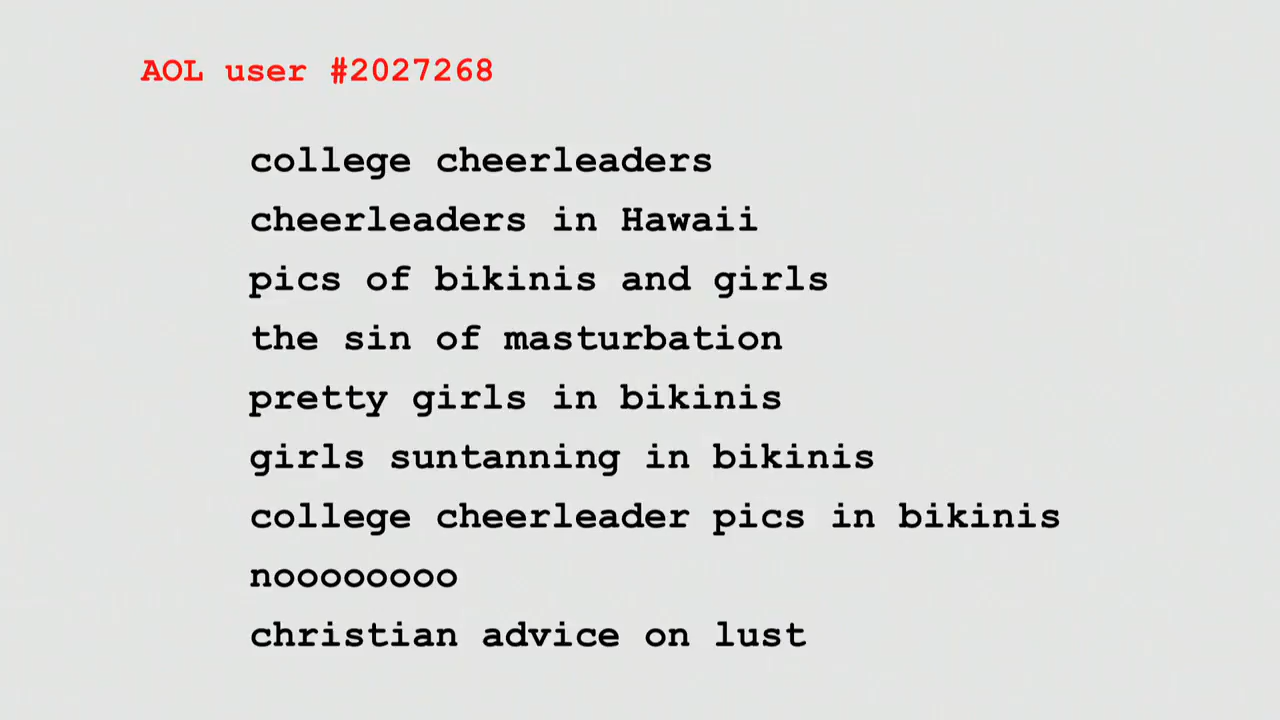 AOL user #2027268
college cheerleaders
cheerleaders in Hawaii
pics of bikinis and girls
the sin of masturbation
pretty girls in bikinis
girls suntanning in bikinis
college cheerleader pics in bikinis
noooooooo
christian advice on lust